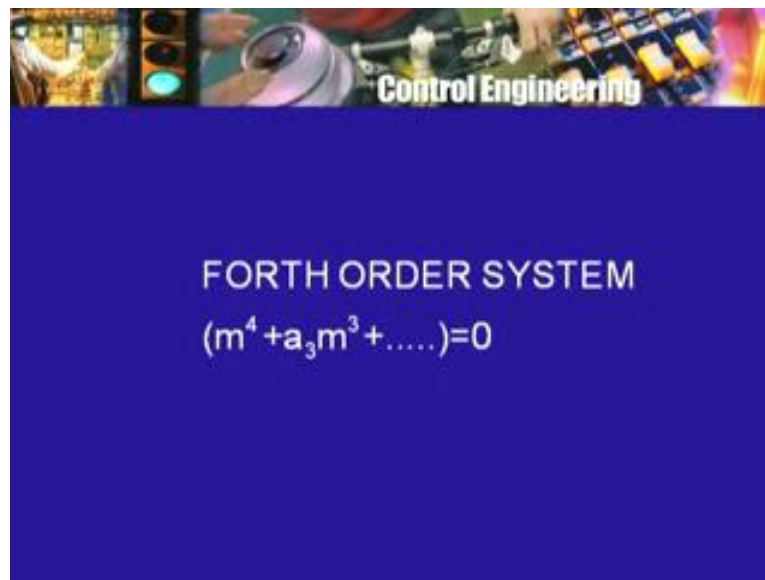 Control Engineering
FORTH ORDER SYSTEM
(m⁴+a₃m³+.....)=0